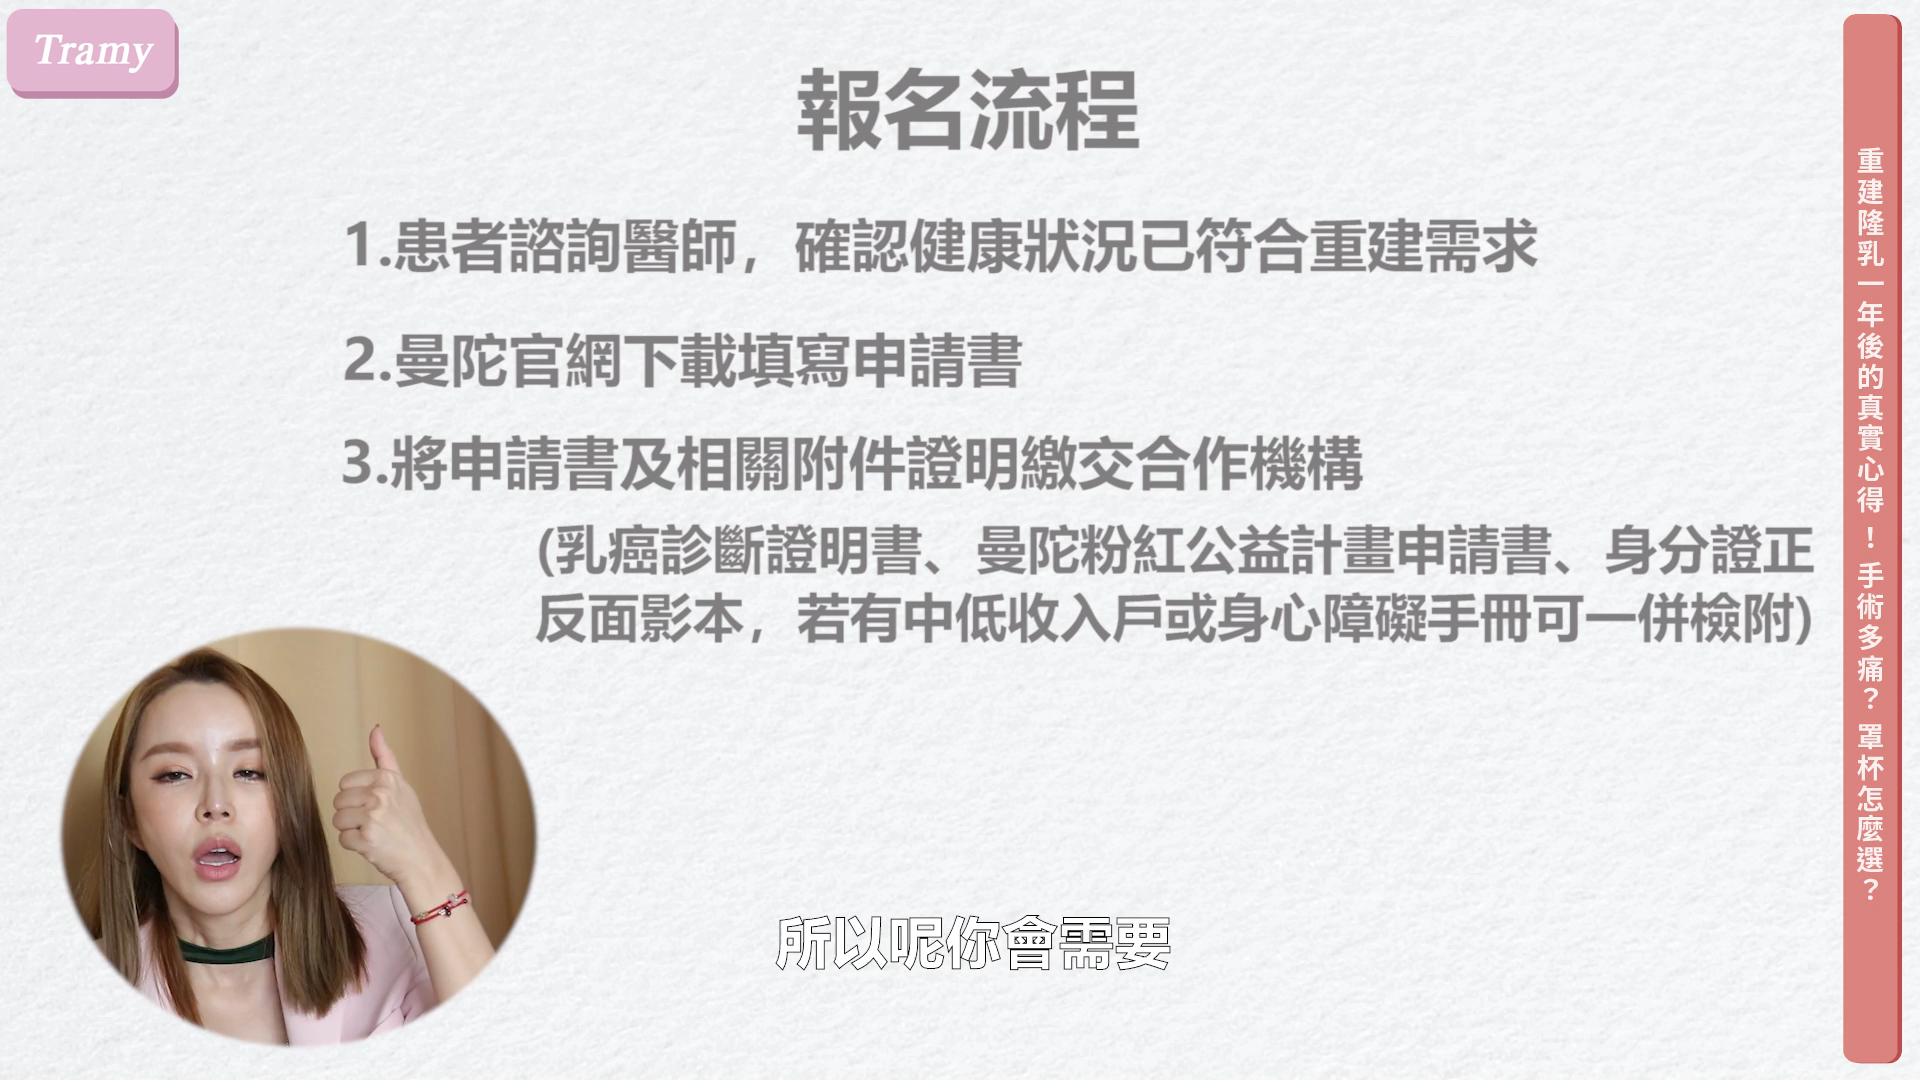 Tramy
報名流程
1.患者諮詢醫師，確認健康狀況已符合重建需求
2.曼陀官網下載填寫申請書
3.將申請書及相關附件證明繳交合作機構
(乳癌診斷證明書、曼陀粉紅公益計畫申請書、身分證正
反面影本，若有中低收入戶或身心障礙手冊可一併檢附)
所以呢你會需要
重建隆乳一年後的真實心得！手術多痛？罩杯怎麼選？